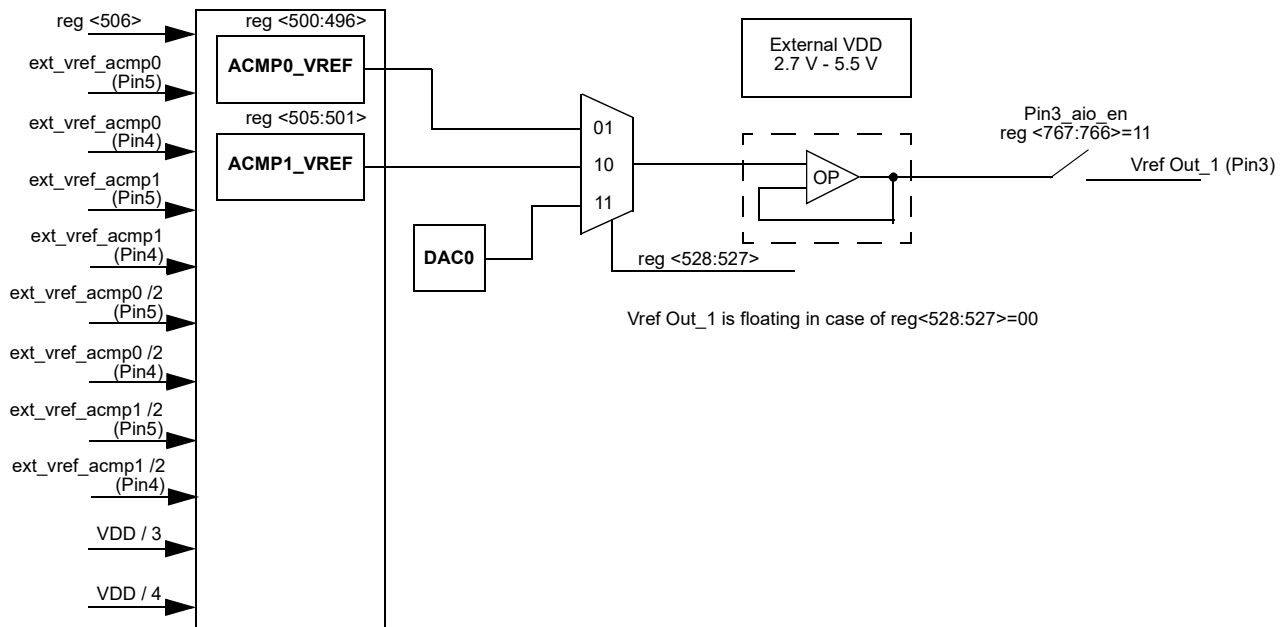 reg <506>
ext_vref_acmp0
(Pin5)
ext_vref_acmp0
(Pin4)
ext_vref_acmp1
(Pin5)
ext_vref_acmp1
(Pin4)
ext_vref_acmp0 /2
(Pin5)
ext_vref_acmp0 /2
(Pin4)
ext_vref_acmp1 /2
(Pin5)
ext_vref_acmp1 /2
(Pin4)
VDD / 3
VDD / 4
reg <500:496>
ACMP0_VREF
reg <505:501>
ACMP1_VREF
DAC0
01
10
11
reg <528:527>
External VDD
2.7 V - 5.5 V
OP
Pin3_aio_en
reg <767:766>=11
Vref Out_1 (Pin3)
Vref Out_1 is floating in case of reg<528:527>=00